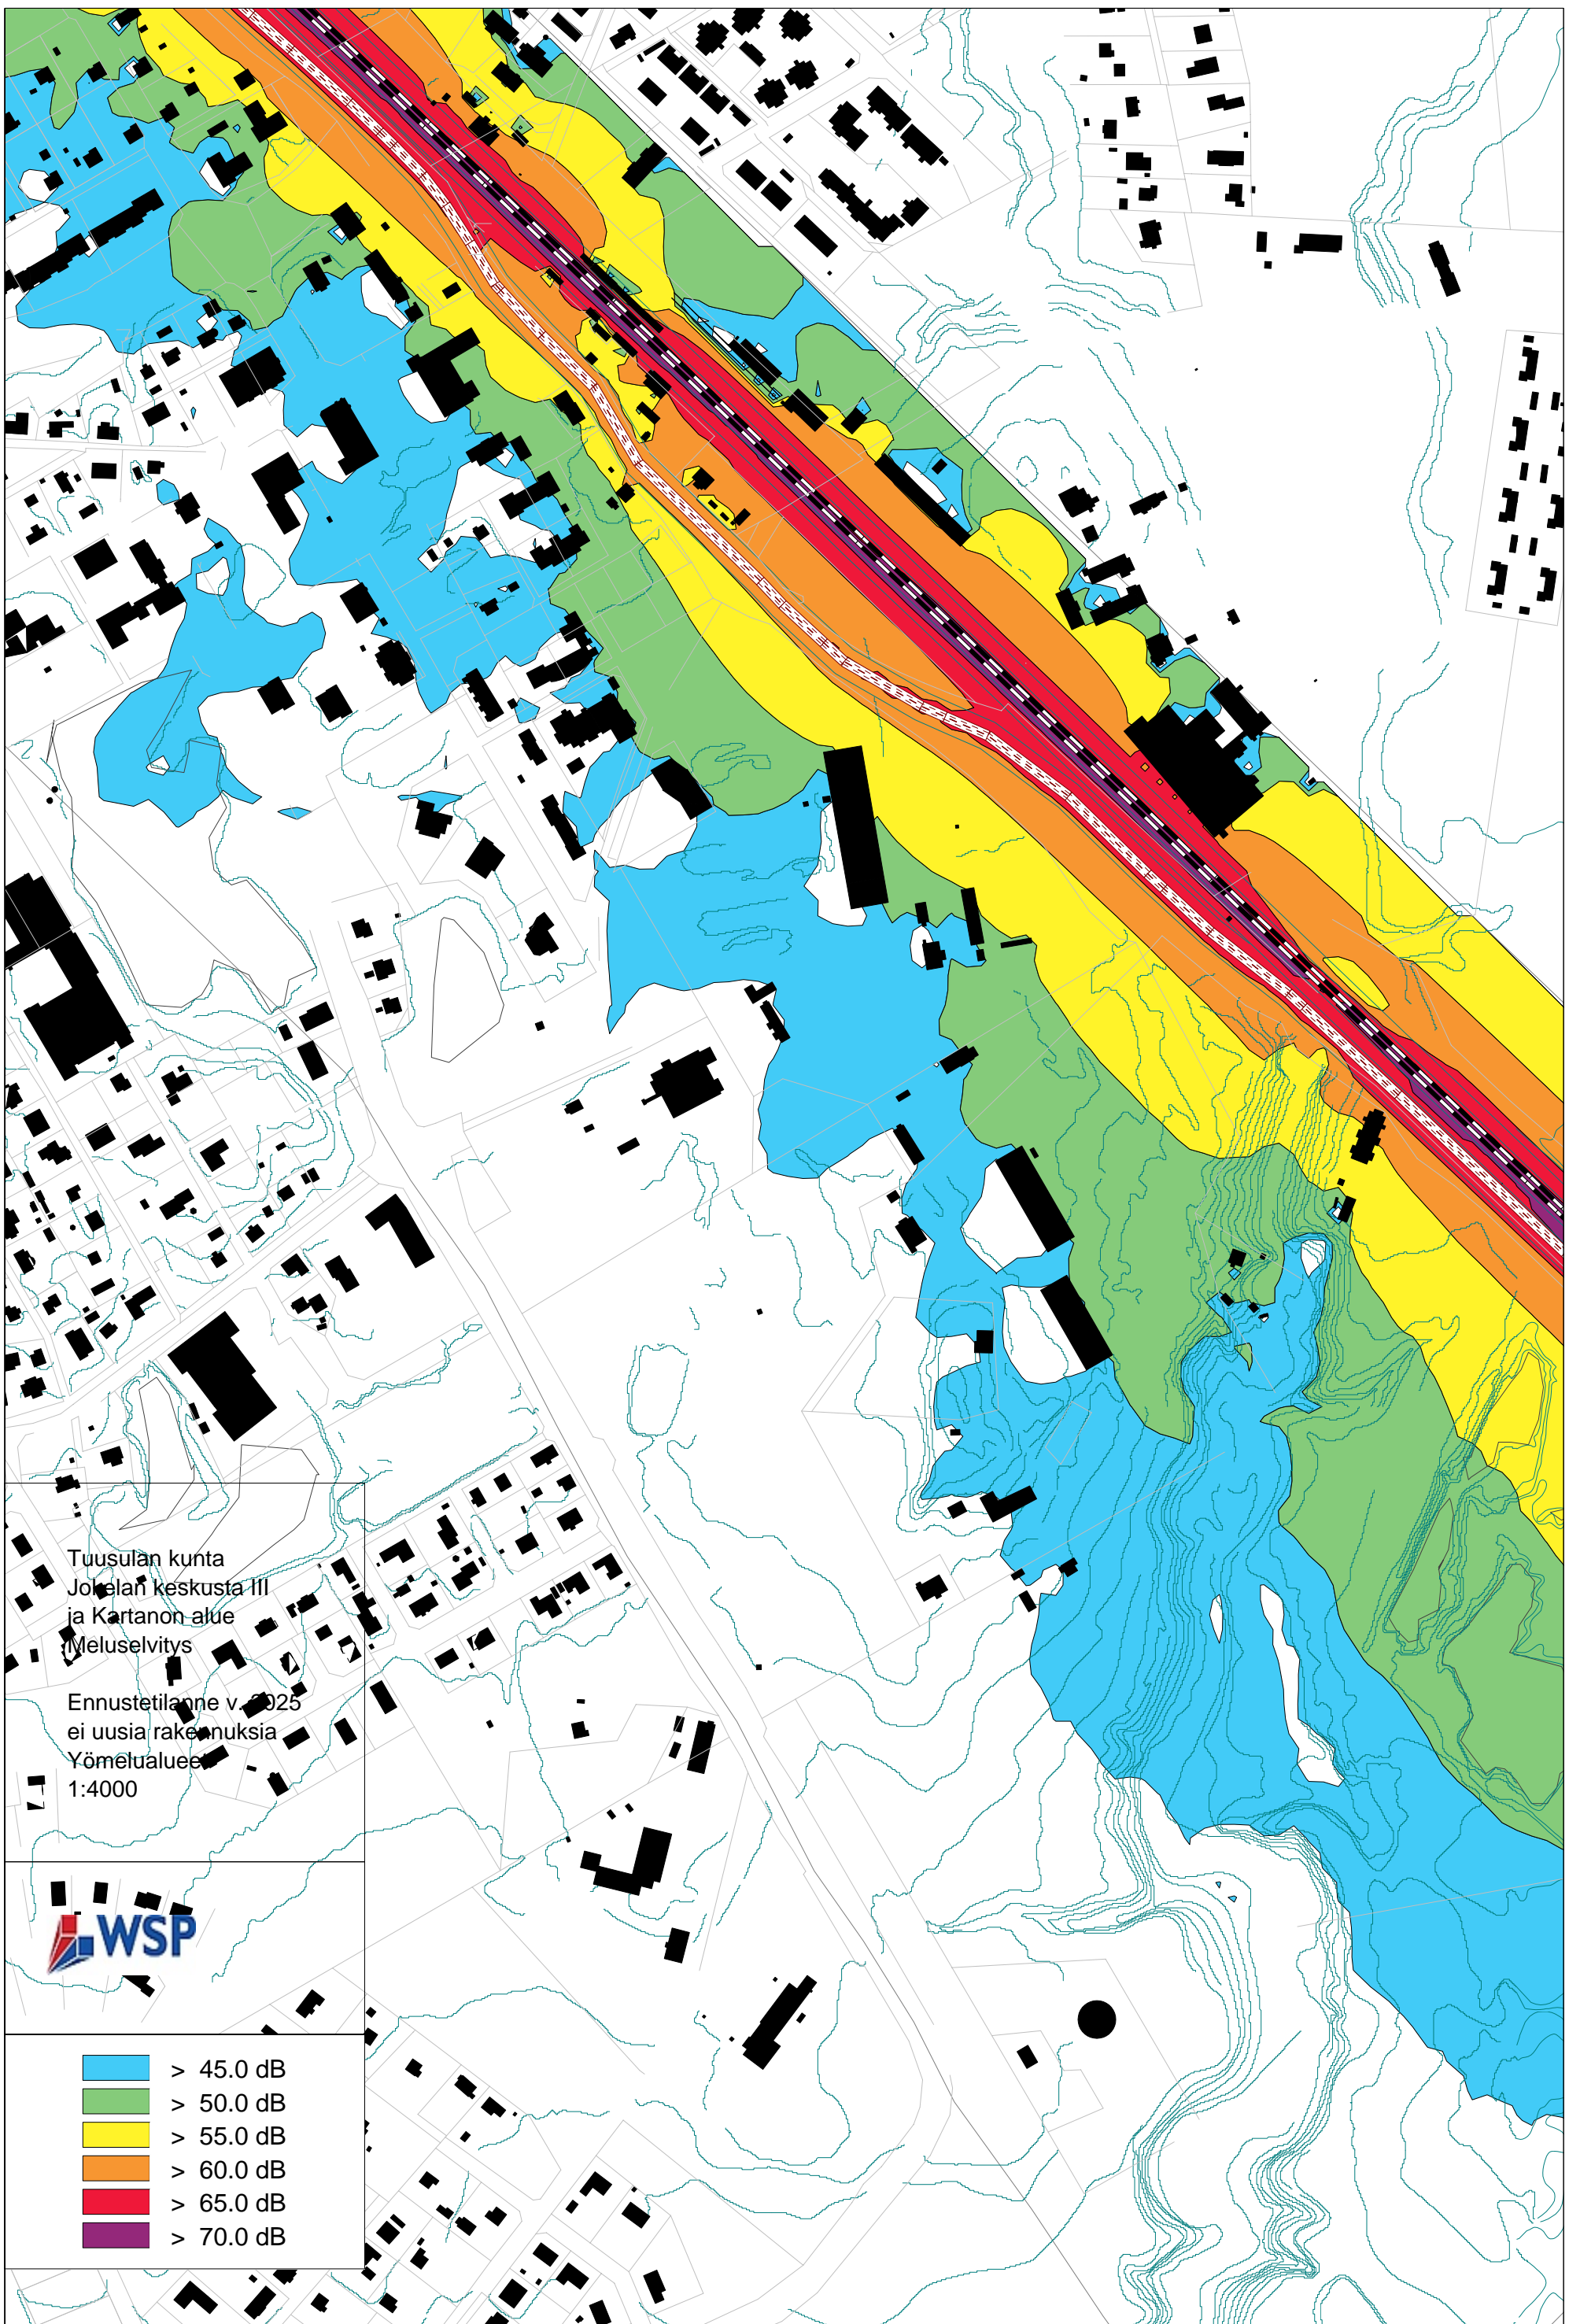 Tuusulan kunta
Jokelan keskusta III
ja Kartanon alue
Meluselvitys
Ennustetilanne v. 2025
ei uusia rakennuksia
Yömelualueet
1:4000
WSP
> 45.0 dB
> 50.0 dB
> 55.0 dB
> 60.0 dB
> 65.0 dB
> 70.0 dB